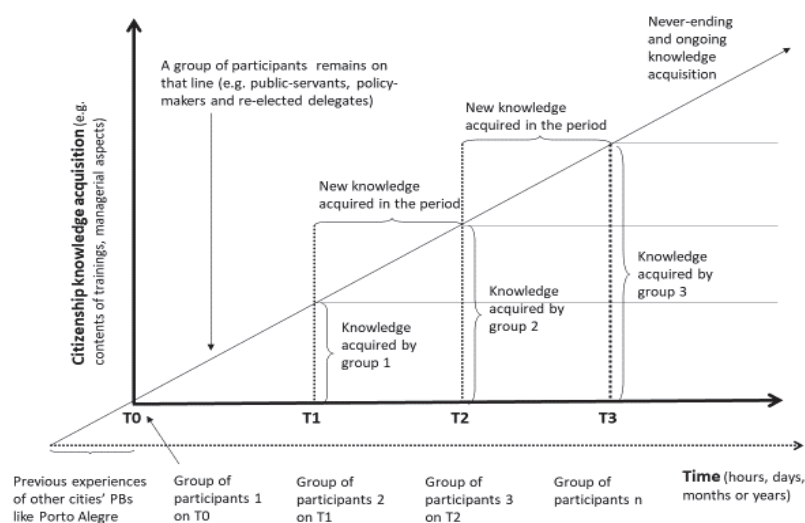 Never-ending
and ongoing
knowledge
acquisition
A group of participants remains on
that line (e.g. public-servants, policy-
makers and re-elected delegates)
New knowledge
acquired in the period
New knowledge
acquired in the period
Citizenship knowledge acquisition (e.g.
contents of trainings, managerial aspects)
Knowledge
acquired by
group 1
Knowledge
acquired by
group 2
Knowledge
acquired by
group 3
T0
T1
T2
T3
Previous experiences
of other cities' PBs
like Porto Alegre
Group of
participants 1
on T0
Group of
participants 2
on T1
Group of
participants 3
on T2
Group of
participants n
Time (hours, days,
months or years)